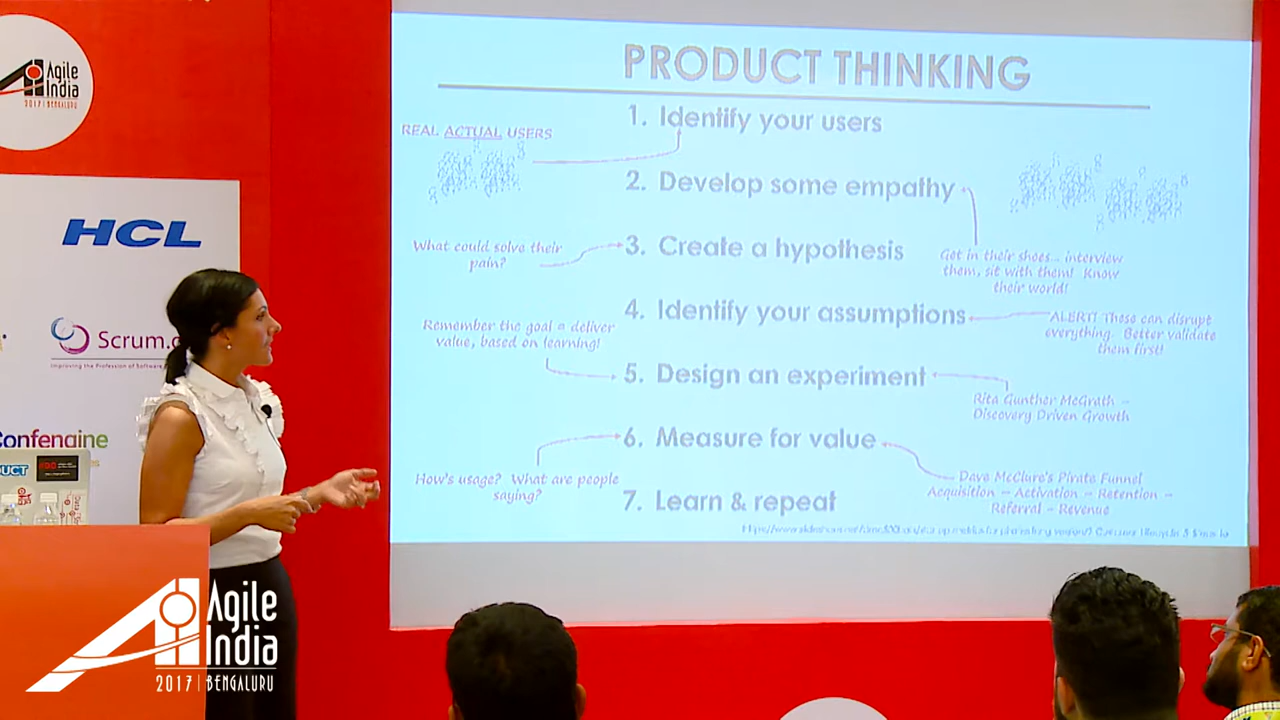 Agile
India
2017 | BENGALURU
HCL
Scrum.o
Improving the Profession of Software
Confenaine
DUCT
PRODUCT THINKING
1. Identify your users
REAL ACTUAL USERS
2. Develop some empathy
Get in their shoes... interview
them, sit with them! Know
their world!
What could solve their
pain?
3. Create a hypothesis
4. Identify your assumptions
ALERT! These can disrupt
everything. Better validate
them first!
Remember the goal = deliver
value, based on learning!
5. Design an experiment
Rita Gunther McGrath –
Discovery Driven Growth
6. Measure for value
How's usage? What are people
saying?
Dave McClure's Pirate Funnel
Acquisition – Activation – Retention –
Referral – Revenue
7. Learn & repeat
Agile
India
2017 | BENGALURU